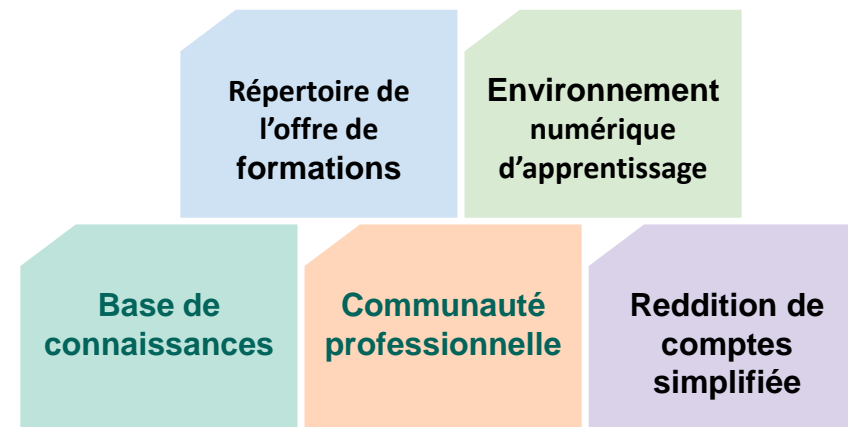 Répertoire de
l’offre de
formations
Environnement
numérique
d’apprentissage
Base de
connaissances
Communauté
professionnelle
Reddition de
comptes
simplifiée